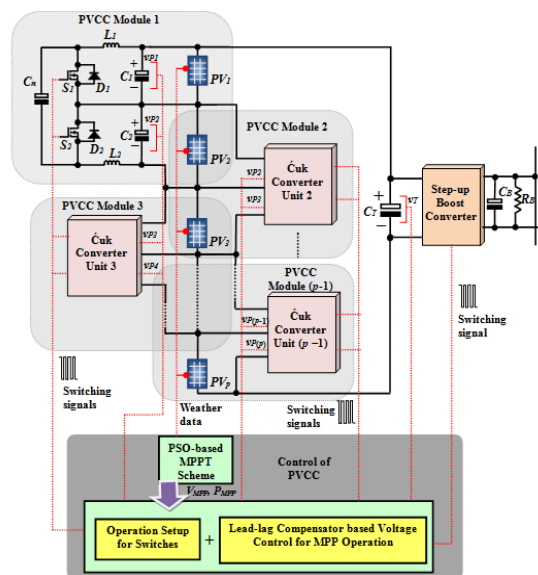 PVCC Module 1
L1
Cn
S1
D1
C1
+
−
vP1
PV1
S2
D2
C2
+
−
vP2
L2
PV2
PVCC Module 2
Ćuk
Converter
Unit 2
vP2
vP3
PVCC Module 3
Ćuk
Converter
Unit 3
vP3
vP4
PV3
CT
+
−
vT
Step-up
Boost
Converter
CB
RB
PVCC
Module (p-1)
Ćuk
Converter
Unit (p −1)
vP(p-1)
vP(p)
PVp
Switching
signal
Switching
signals
Weather
data
Switching
signals
PSO-based
MPPT
Scheme
Control of
PVCC
VMPP, PMPP
Operation Setup
for Switches
+
Lead-lag Compensator based Voltage
Control for MPP Operation